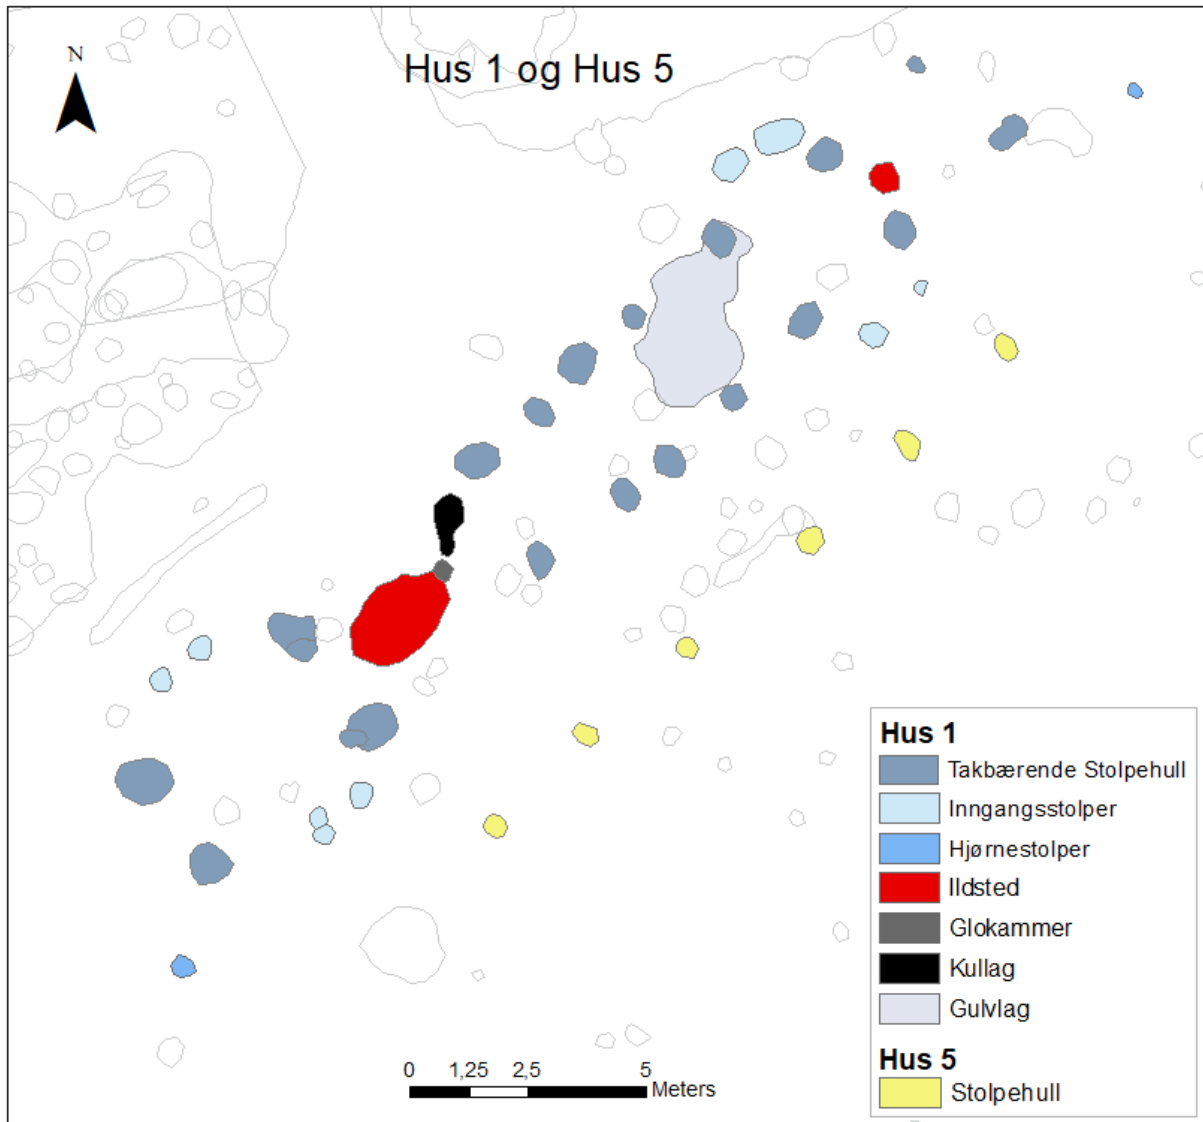 Hus 1 og Hus 5
N
Hus 1
Takbærende Stolpehull
Inngangsstolper
Hjørnestolper
Ildsted
Glokammer
Kullag
Gulvlag
Hus 5
Stolpehull
0 1,25 2,5 5
Meters